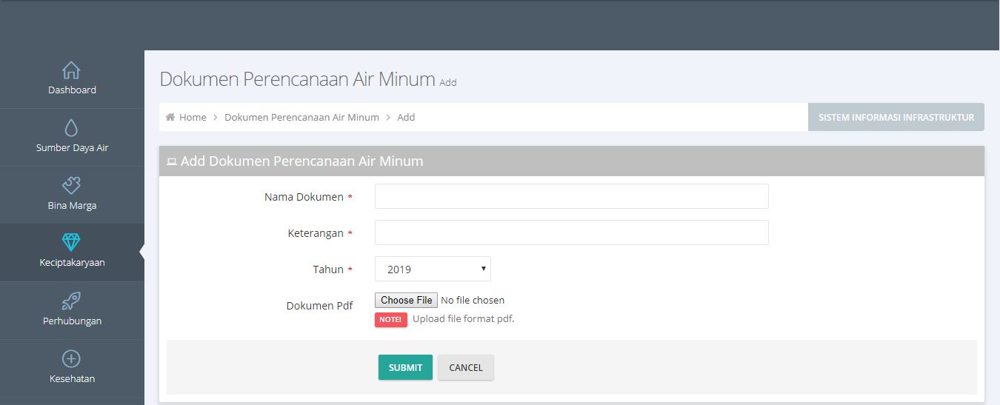 Dashboard
Sumber Daya Air
Bina Marga
Keciptakaryaan
Perhubungan
Kesehatan
Dokumen Perencanaan Air Minum Add
Home > Dokumen Perencanaan Air Minum > Add
SISTEM INFORMASI INFRASTRUKTUR
Add Dokumen Perencanaan Air Minum
Nama Dokumen *
Keterangan *
Tahun * 2019
Dokumen Pdf Choose File No file chosen
NOTE! Upload file format pdf.
SUBMIT CANCEL